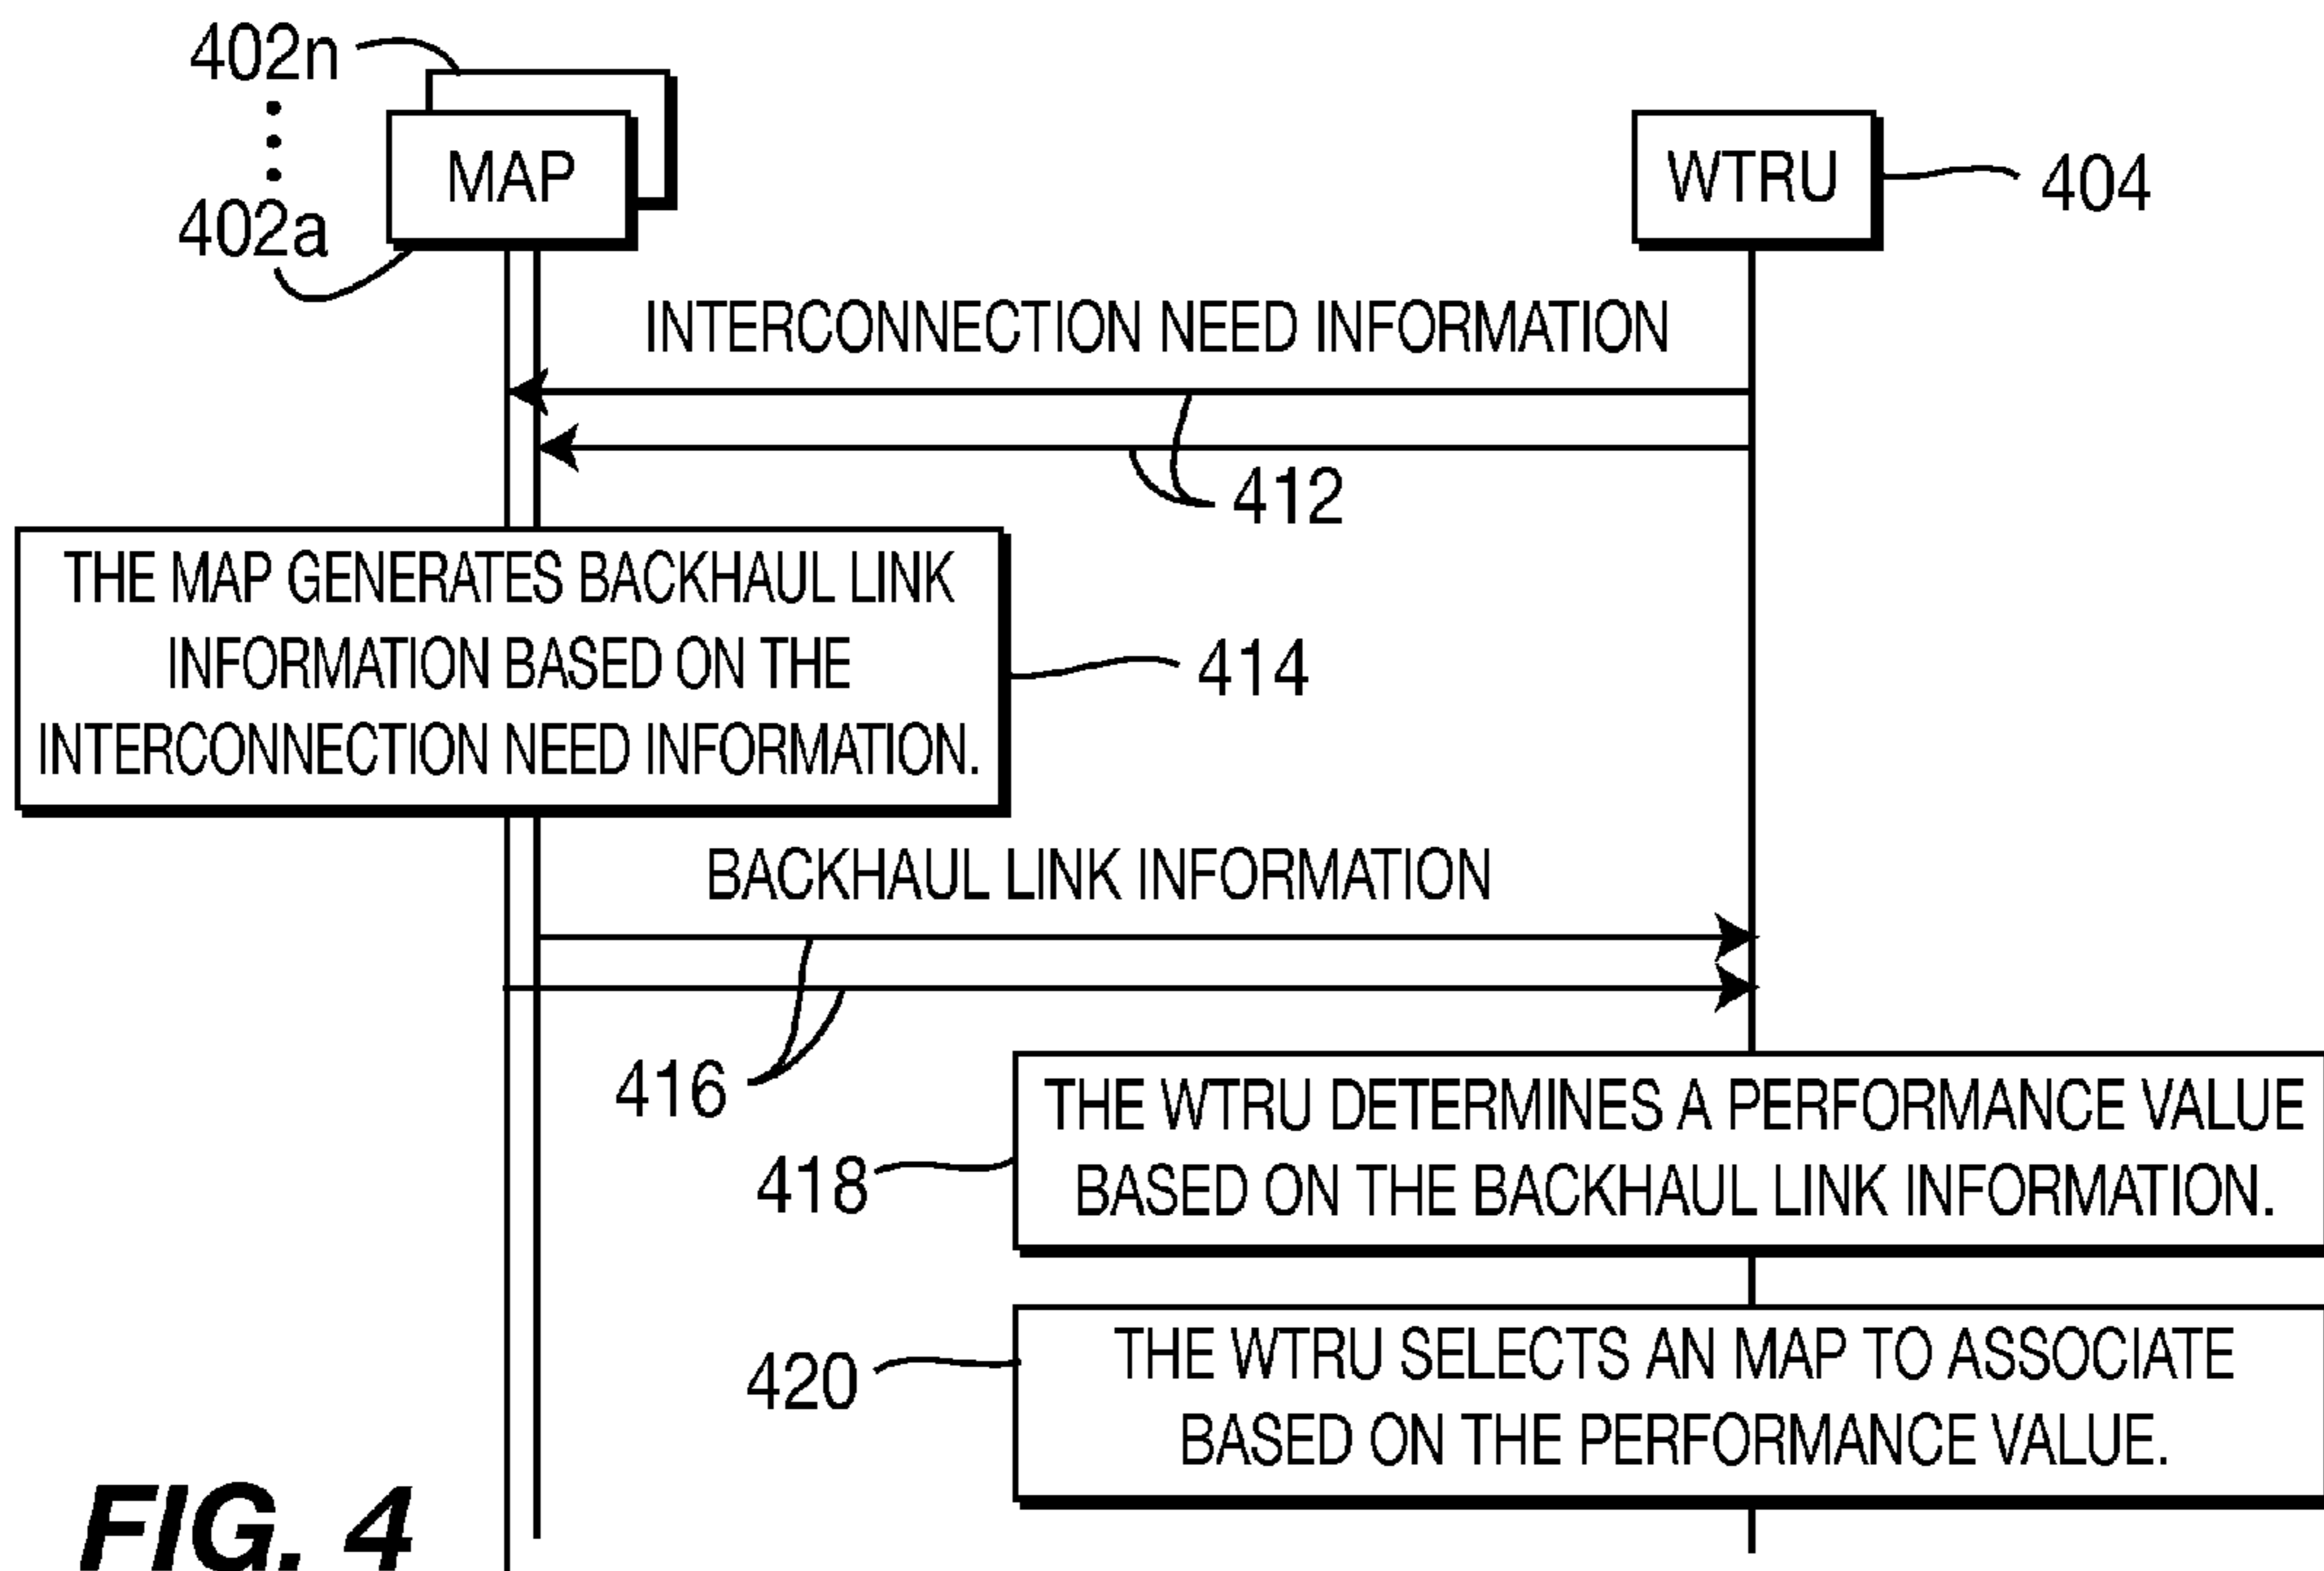 402n
402a
MAP
WTRU
404
INTERCONNECTION NEED INFORMATION
412
THE MAP GENERATES BACKHAUL LINK
INFORMATION BASED ON THE
INTERCONNECTION NEED INFORMATION.
414
BACKHAUL LINK INFORMATION
416
THE WTRU DETERMINES A PERFORMANCE VALUE
BASED ON THE BACKHAUL LINK INFORMATION.
418
THE WTRU SELECTS AN MAP TO ASSOCIATE
BASED ON THE PERFORMANCE VALUE.
420
FIG. 4